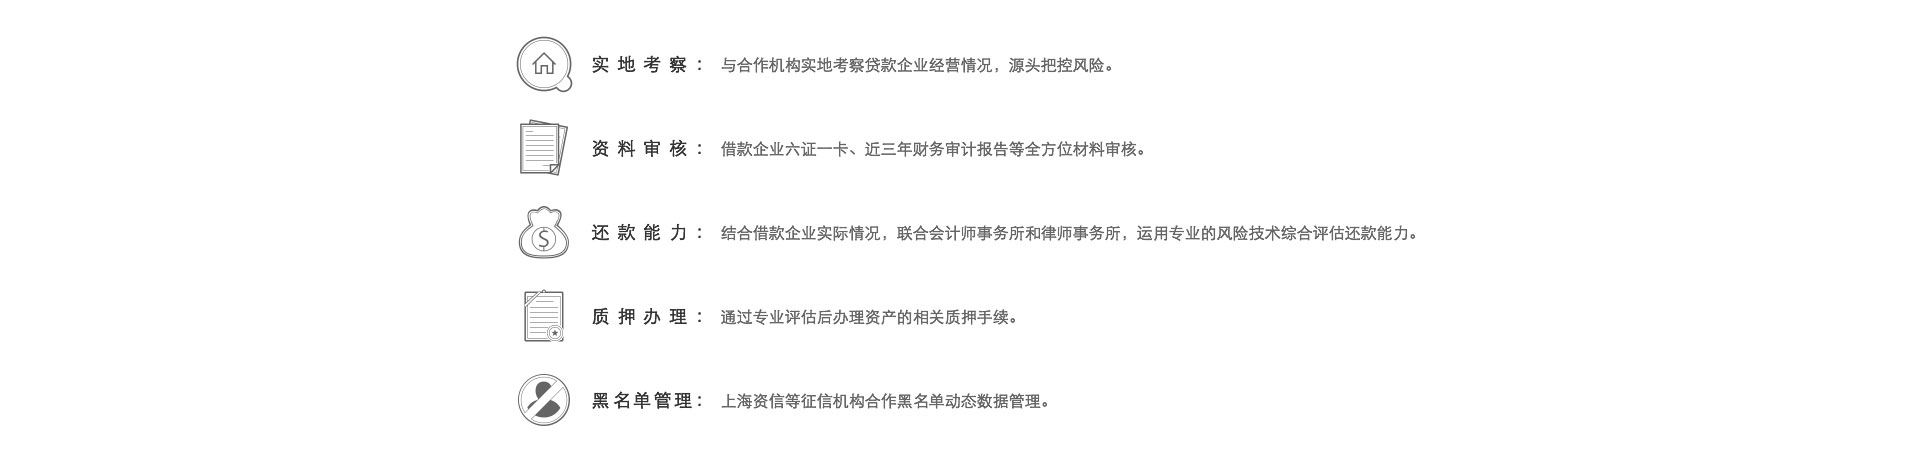 实地考察：与合作机构实地考察贷款企业经营情况，源头把控风险。
资料审核：借款企业六证一卡、近三年财务审计报告等全方位材料审核。
还款能力：结合借款企业实际情况，联合会计师事务所和律师事务所，运用专业的风险技术综合评估还款能力。
质押办理：通过专业评估后办理资产的相关质押手续。
黑名单管理：上海资信等征信机构合作黑名单动态数据管理。